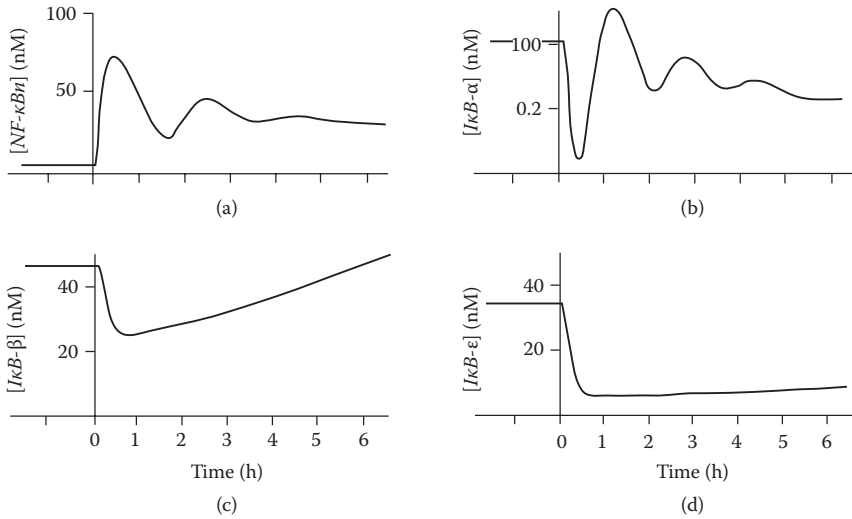 100
50
[NF-κBn] (nM)
(a)
100
0.2
[IκB-α] (nM)
(b)
40
20
[IκB-β] (nM)
0 1 2 3 4 5 6
Time (h)
(c)
40
20
[IκB-ε] (nM)
0 1 2 3 4 5 6
Time (h)
(d)